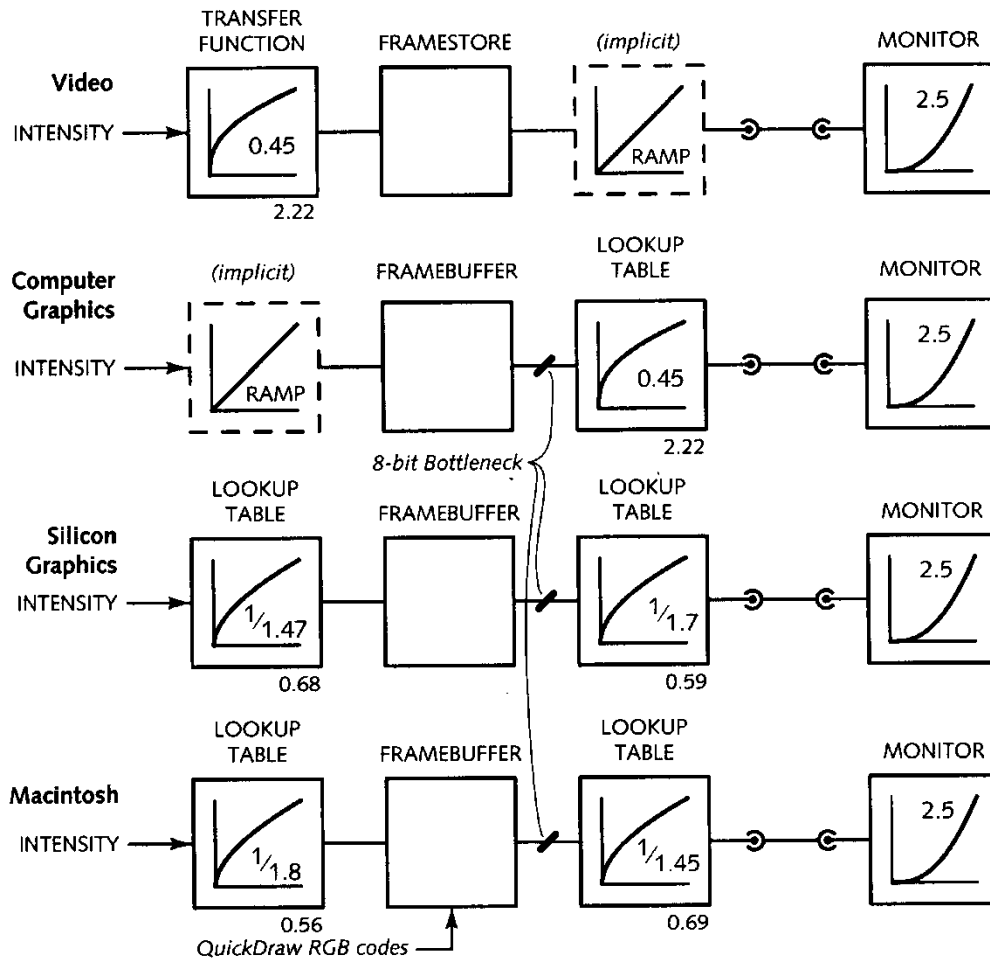 TRANSFER
FUNCTION
FRAMESTORE
(implicit)
MONITOR
Video
INTENSITY
0.45
RAMP
2.5
2.22
Computer
Graphics
(implicit)
FRAMEBUFFER
LOOKUP
TABLE
MONITOR
INTENSITY
RAMP
0.45
2.5
2.22
8-bit Bottleneck
Silicon
Graphics
LOOKUP
TABLE
FRAMEBUFFER
LOOKUP
TABLE
MONITOR
INTENSITY
1/1.47
1/1.7
2.5
0.68
0.59
Macintosh
LOOKUP
TABLE
FRAMEBUFFER
LOOKUP
TABLE
MONITOR
INTENSITY
1/1.8
1/1.45
2.5
0.56
0.69
QuickDraw RGB codes